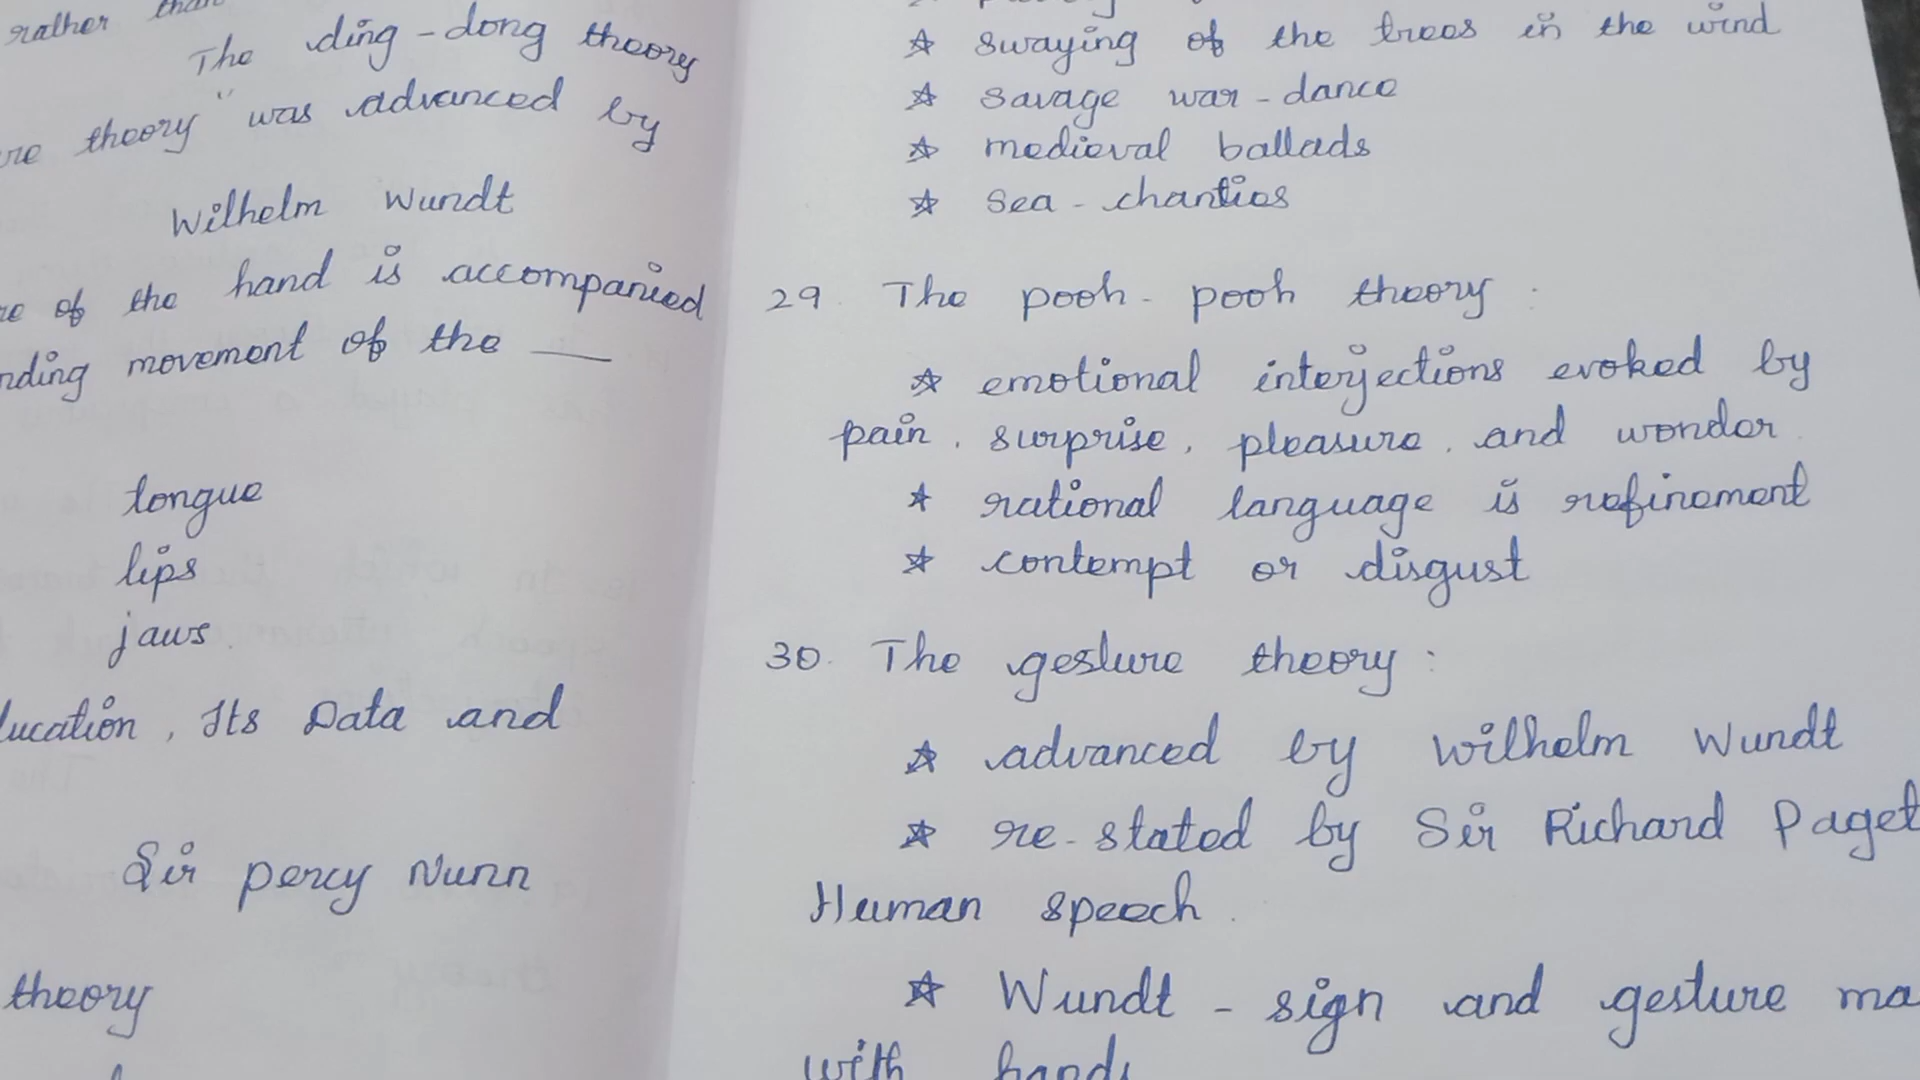 rather than
The ding-dong theory
theory" was advanced by
Wilhelm Wundt
of the hand is accompanied
movement of the ___
tongue
lips
jaws.
, Its Data and
Sir Percy Nunn
theory
☆ swaying of the trees in the wind
☆ savage war-dance
☆ medieval ballads
☆ sea-chanties
29. The pooh-pooh theory:
☆ emotional interjections evoked by
pain, surprise, pleasure, and wonder.
☆ rational language is refinement
☆ contempt or disgust
30. The gesture theory:
☆ advanced by Wilhelm Wundt
☆ re-stated by Sir Richard Paget
Human speech.
☆ Wundt - sign and gesture ma
with hands